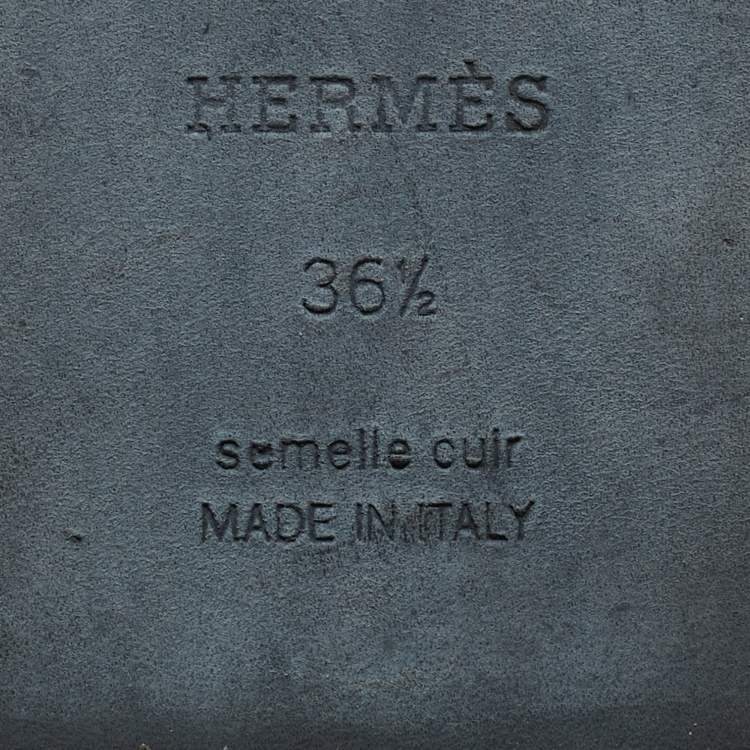 HERMÈS
36½
semelle cuir
MADE IN ITALY